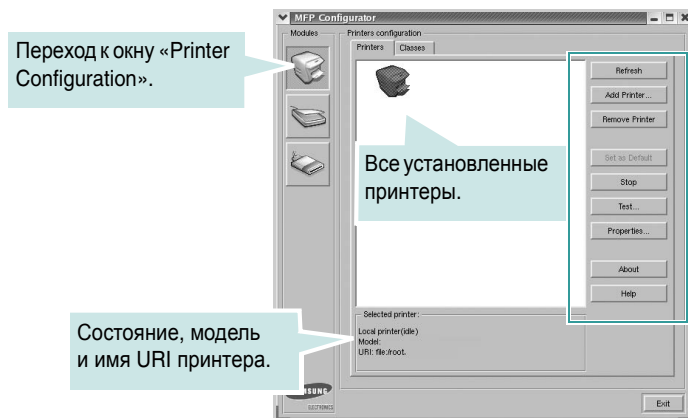 MFP Configurator
Modules
Printers configuration
Printers
Classes
Переход к окну «Printer
Configuration».
Refresh
Add Printer...
Remove Printer
Set as Default
Stop
Test...
Properties...
About
Help
Все установленные
принтеры.
Selected printer:
Local printer(idle)
Model:
URI: file:/root.
Состояние, модель
и имя URI принтера.
SUNG
ELECTRONICS
Exit